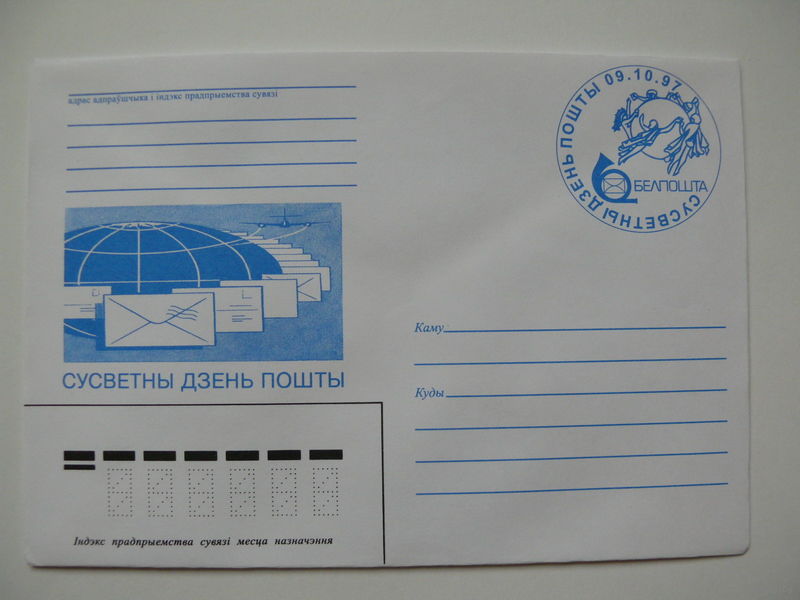 адрас адпраўшчыка і індэкс прадпрыемства сувязі
СУСВЕТНЫ ДЗЕНЬ ПОШТЫ 09.10.97
БЕЛПОШТА
Каму
Куды
СУСВЕТНЫ ДЗЕНЬ ПОШТЫ
Індэкс прадпрыемства сувязі месца назначэння